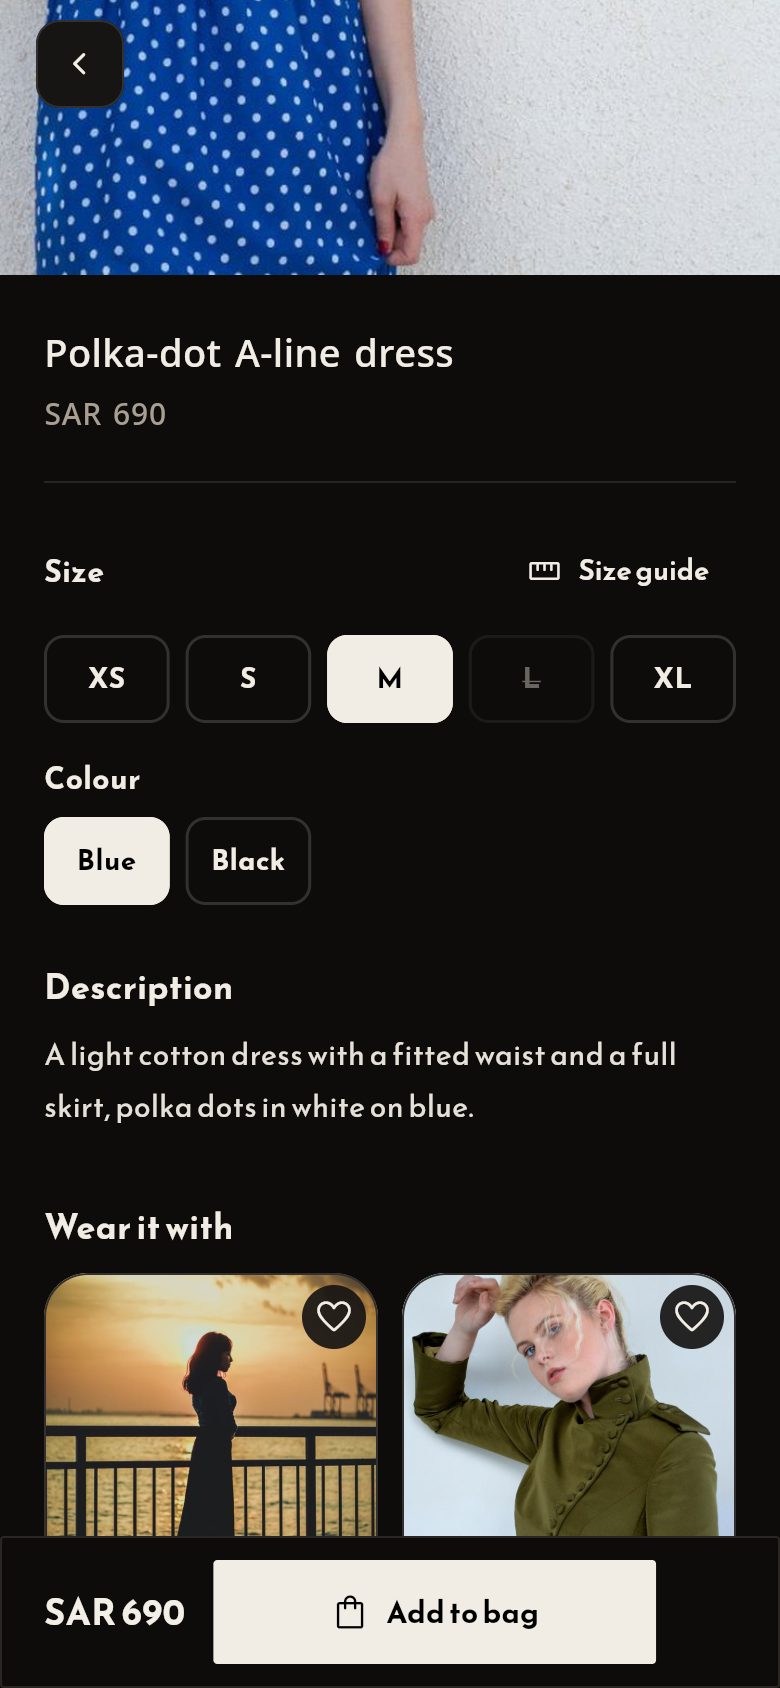 Polka-dot A-line dress
SAR 690
Size
Size guide
XS S M L XL
Colour
Blue Black
Description
A light cotton dress with a fitted waist and a full
skirt, polka dots in white on blue.
Wear it with
SAR 690
Add to bag